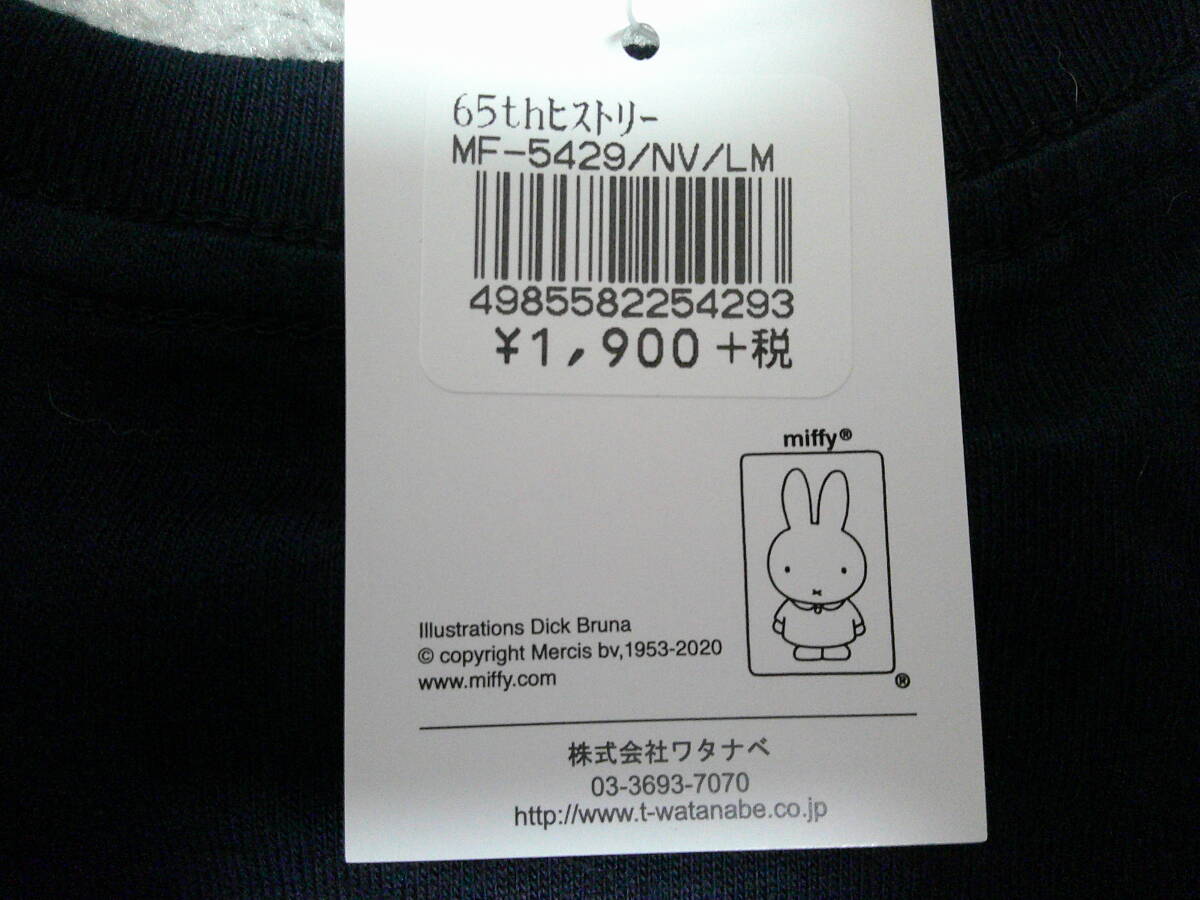 65thヒストリー
MF-5429/NV/LM
4985582254293
¥1,900+税
miffy®
®
Illustrations Dick Bruna
© copyright Mercis bv,1953-2020
www.miffy.com
株式会社ワタナベ
03-3693-7070
http://www.t-watanabe.co.jp